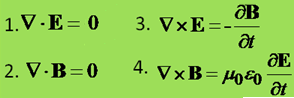 1. ∇ · E = 0
2. ∇ · B = 0
3. ∇ × E = - ∂B/∂t
4. ∇ × B = μ₀ε₀ ∂E/∂t